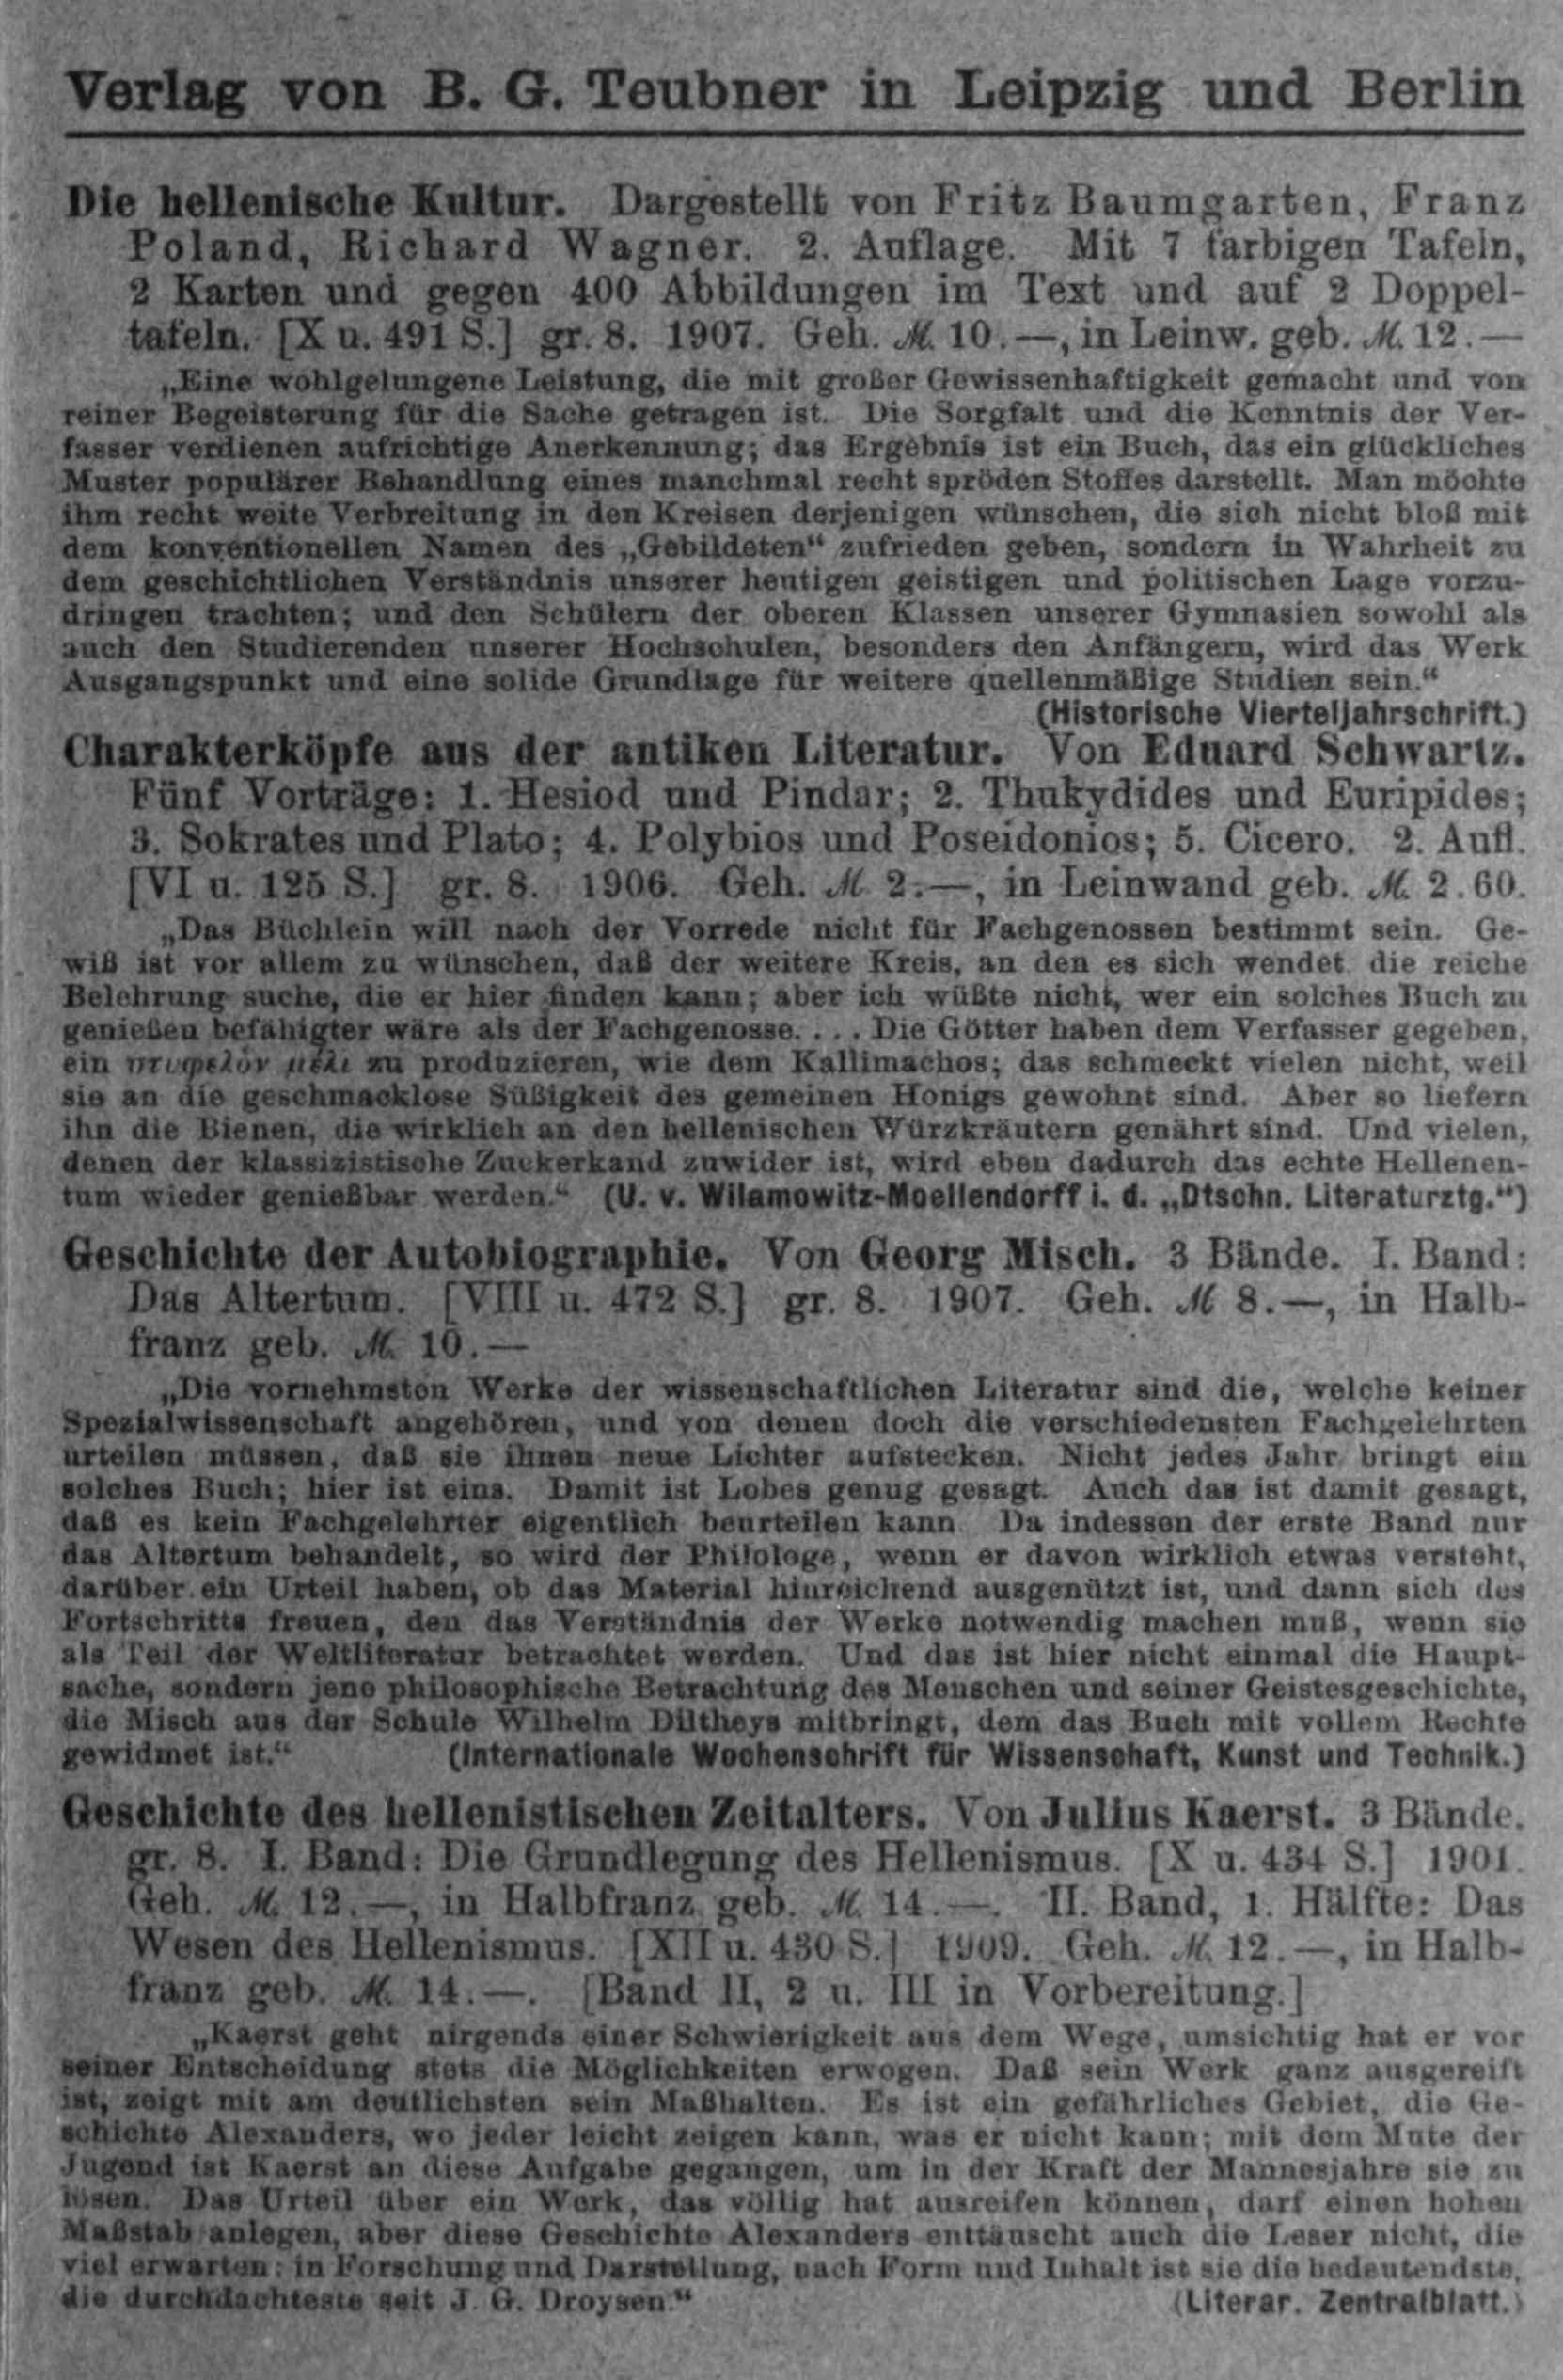 Verlag von B. G. Teubner in Leipzig und Berlin
Die hellenische Kultur. Dargestellt von Fritz Baumgarten, Franz
Poland, Richard Wagner. 2. Auflage. Mit 7 farbigen Tafeln,
2 Karten und gegen 400 Abbildungen im Text und auf 2 Doppel-
tafeln. [X u. 491 S.] gr. 8. 1907. Geh. M. 10.—, in Leinw. geb. M. 12.—
„Eine wohlgelungene Leistung, die mit großer Gewissenhaftigkeit gemacht und von
reiner Begeisterung für die Sache getragen ist. Die Sorgfalt und die Kenntnis der Ver-
fasser verdienen aufrichtige Anerkennung; das Ergebnis ist ein Buch, das ein glückliches
Muster populärer Behandlung eines manchmal recht spröden Stoffes darstellt. Man möchte
ihm recht weite Verbreitung in den Kreisen derjenigen wünschen, die sich nicht bloß mit
dem konventionellen Namen des „Gebildeten“ zufrieden geben, sondern in Wahrheit zu
dem geschichtlichen Verständnis unserer heutigen geistigen und politischen Lage vorzu-
dringen trachten; und den Schülern der oberen Klassen unserer Gymnasien sowohl als
auch den Studierenden unserer Hochschulen, besonders den Anfängern, wird das Werk
Ausgangspunkt und eine solide Grundlage für weitere quellenmäßige Studien sein.“
(Historische Vierteljahrschrift.)
Charakterköpfe aus der antiken Literatur. Von Eduard Schwartz.
Fünf Vorträge: 1. Hesiod und Pindar; 2. Thukydides und Euripides;
3. Sokrates und Plato; 4. Polybios und Poseidonios; 5. Cicero. 2. Aufl.
[VI u. 125 S.] gr. 8. 1906. Geh. M 2.—, in Leinwand geb. M. 2.60.
„Das Büchlein will nach der Vorrede nicht für Fachgenossen bestimmt sein. Ge-
wiß ist vor allem zu wünschen, daß der weitere Kreis, an den es sich wendet die reiche
Belehrung suche, die er hier finden kann; aber ich wüßte nicht, wer ein solches Buch zu
genießen befähigter wäre als der Fachgenosse. . . . Die Götter haben dem Verfasser gegeben,
ein πτυφελὸν μέλι zu produzieren, wie dem Kallimachos; das schmeckt vielen nicht, weil
sie an die geschmacklose Süßigkeit des gemeinen Honigs gewohnt sind. Aber so liefern
ihn die Bienen, die wirklich an den hellenischen Würzkräutern genährt sind. Und vielen,
denen der klassizistische Zuckerkand zuwider ist, wird eben dadurch das echte Hellenen-
tum wieder genießbar werden.“ (U. v. Wilamowitz-Moellendorff i. d. „Dtschn. Literaturztg.“)
Geschichte der Autobiographie. Von Georg Misch. 3 Bände. I. Band:
Das Altertum. [VIII u. 472 S.] gr. 8. 1907. Geh. M 8.—, in Halb-
franz geb. M. 10.—
„Die vornehmsten Werke der wissenschaftlichen Literatur sind die, welche keiner
Spezialwissenschaft angehören, und von denen doch die verschiedensten Fachgelehrten
urteilen müssen, daß sie ihnen neue Lichter aufstecken. Nicht jedes Jahr bringt ein
solches Buch; hier ist eins. Damit ist Lobes genug gesagt. Auch das ist damit gesagt,
daß es kein Fachgelehrter eigentlich beurteilen kann Da indessen der erste Band nur
das Altertum behandelt, so wird der Philologe, wenn er davon wirklich etwas versteht,
darüber ein Urteil haben, ob das Material hinreichend ausgenützt ist, und dann sich des
Fortschritts freuen, den das Verständnis der Werke notwendig machen muß, wenn sie
als Teil der Weltliteratur betrachtet werden. Und das ist hier nicht einmal die Haupt-
sache, sondern jene philosophische Betrachtung des Menschen und seiner Geistesgeschichte,
die Misch aus der Schule Wilhelm Diltheys mitbringt, dem das Buch mit vollem Rechte
gewidmet ist.“ (Internationale Wochenschrift für Wissenschaft, Kunst und Technik.)
Geschichte des hellenistischen Zeitalters. Von Julius Kaerst. 3 Bände.
gr. 8. I. Band: Die Grundlegung des Hellenismus. [X u. 434 S.] 1901.
Geh. M. 12.—, in Halbfranz geb. M. 14.—. II. Band, 1. Hälfte: Das
Wesen des Hellenismus. [XII u. 430 S.] 1909. Geh. M. 12.—, in Halb-
franz geb. M. 14.—. [Band II, 2 u. III in Vorbereitung.]
„Kaerst geht nirgends einer Schwierigkeit aus dem Wege, umsichtig hat er vor
seiner Entscheidung stets die Möglichkeiten erwogen. Daß sein Werk ganz ausgereift
ist, zeigt mit am deutlichsten sein Maßhalten. Es ist ein gefährliches Gebiet, die Ge-
schichte Alexanders, wo jeder leicht zeigen kann, was er nicht kann; mit dem Mute der
Jugend ist Kaerst an diese Aufgabe gegangen, um in der Kraft der Mannesjahre sie zu
lösen. Das Urteil über ein Werk, das völlig hat ausreifen können, darf einen hohen
Maßstab anlegen, aber diese Geschichte Alexanders enttäuscht auch die Leser nicht, die
viel erwarten: in Forschung und Darstellung, nach Form und Inhalt ist sie die bedeutendste,
die durchdachteste seit J. G. Droysen.“ (Literar. Zentralblatt.)